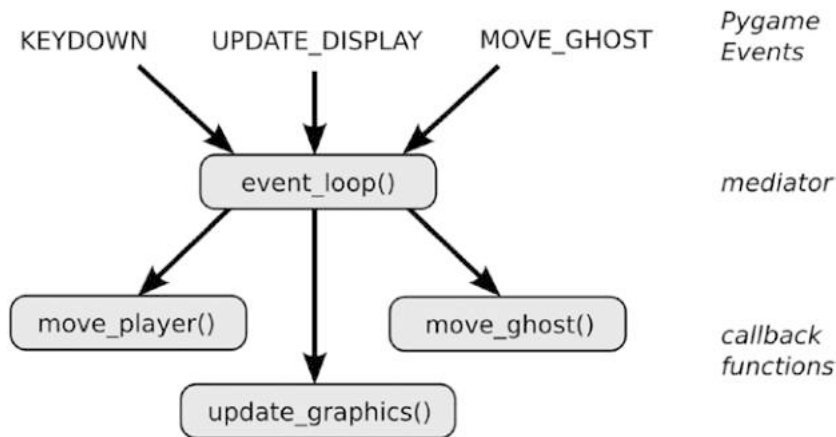 KEYDOWN UPDATE_DISPLAY MOVE_GHOST
Pygame
Events
event_loop()
mediator
move_player()
move_ghost()
callback
functions
update_graphics()